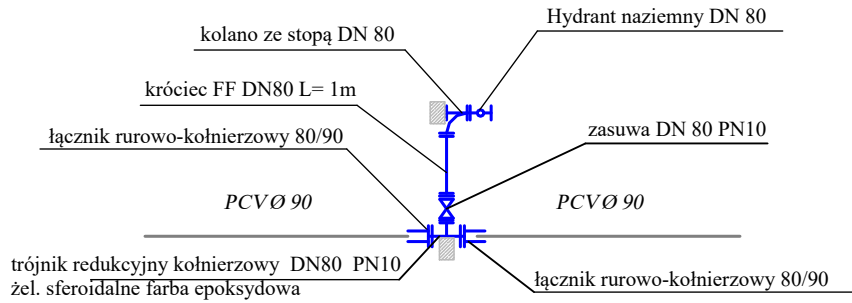 Hydrant naziemny DN 80
kolano ze stopą DN 80
króciec FF DN80 L= 1m
łącznik rurowo-kołnierzowy 80/90
zasuwa DN 80 PN10
PCV Ø 90
PCV Ø 90
trójnik redukcyjny kołnierzowy DN80 PN10
żel. sferoidalne farba epoksydowa
łącznik rurowo-kołnierzowy 80/90